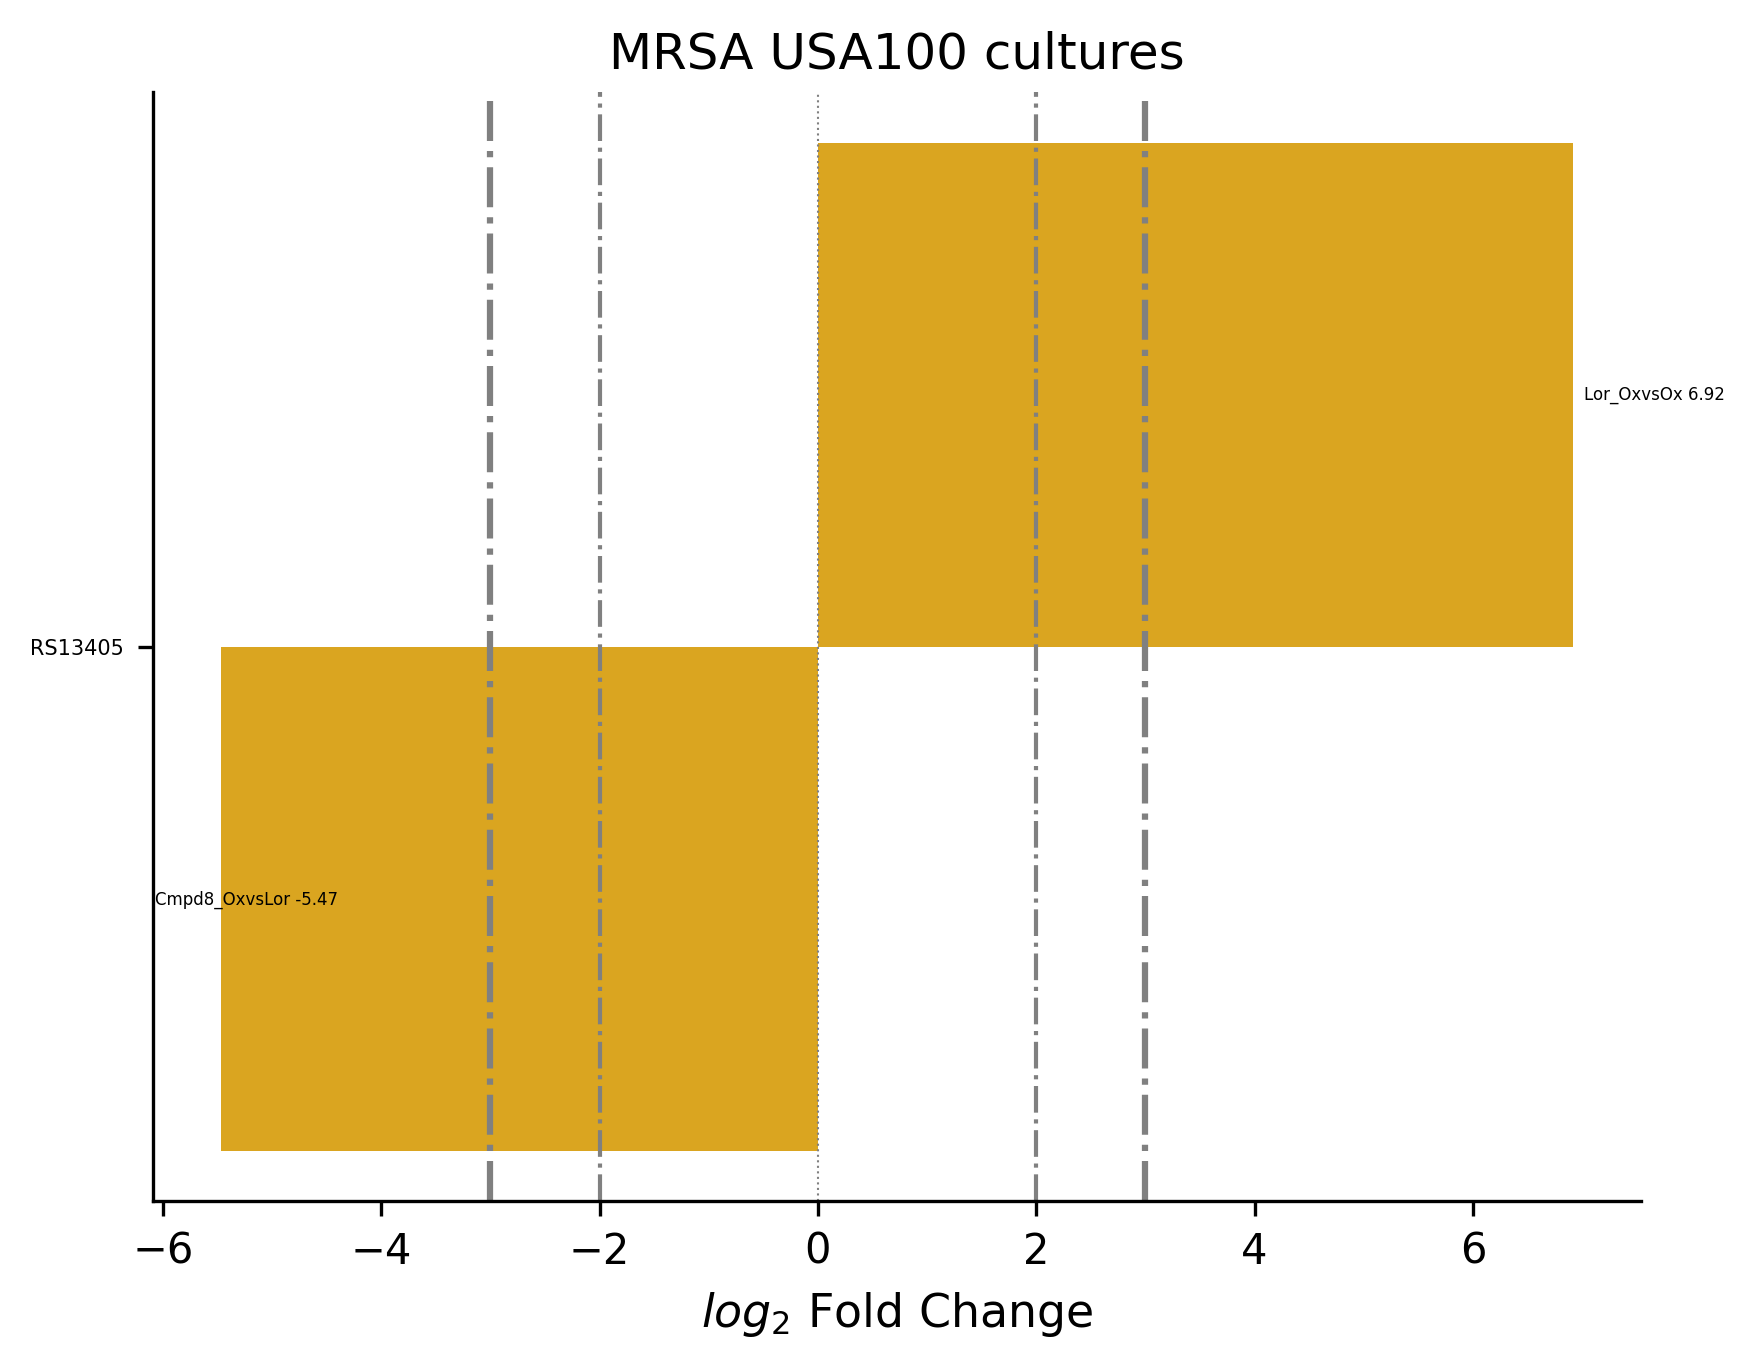 MRSA USA100 cultures
Lor_OxvsOx 6.92
RS13405
Cmpd8_OxvsLor -5.47
−6 −4 −2 0 2 4 6
log₂ Fold Change